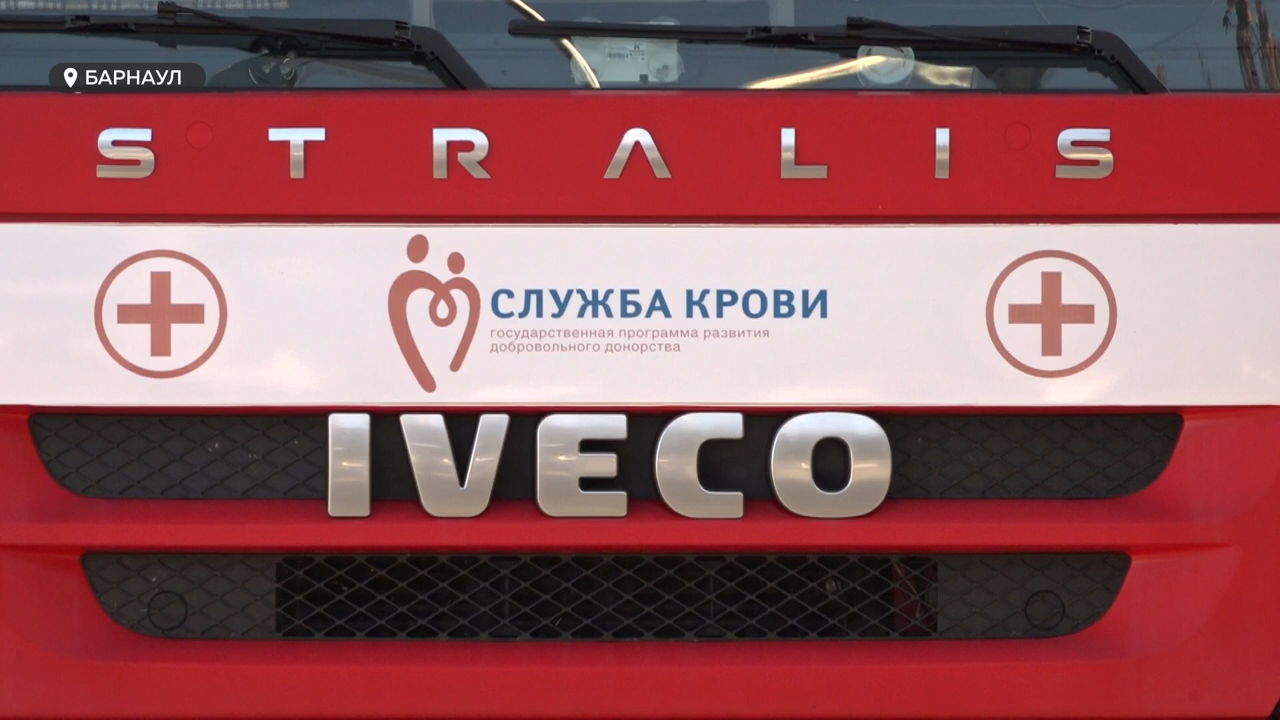 БАРНАУЛ
STRALIS
СЛУЖБА КРОВИ
государственная программа развития
добровольного донорства
IVECO